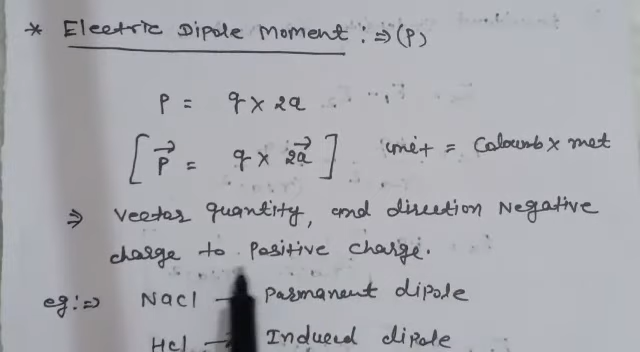 * Electric Dipole Moment : ⇒ (P)
P = q × 2a
[ P⃗ = q × 2a⃗ ] unit = Coloumb × met
⇒ Vector quantity, and direction Negative
charge to Positive charge.
eg: ⇒ NaCl → Parmanent dipole
HCl → Induced dipole